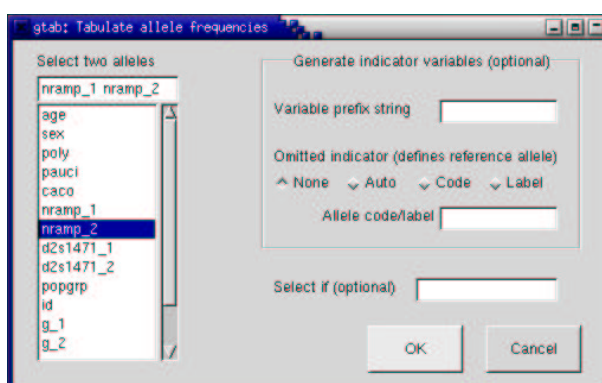 gtab: Tabulate allele frequencies
Select two alleles
nramp_1 nramp_2
age
sex
poly
pauci
caco
nramp_1
nramp_2
d2s1471_1
d2s1471_2
popgrp
id
g_1
g_2
Generate indicator variables (optional)
Variable prefix string
Omitted indicator (defines reference allele)
None Auto Code Label
Allele code/label
Select if (optional)
OK Cancel